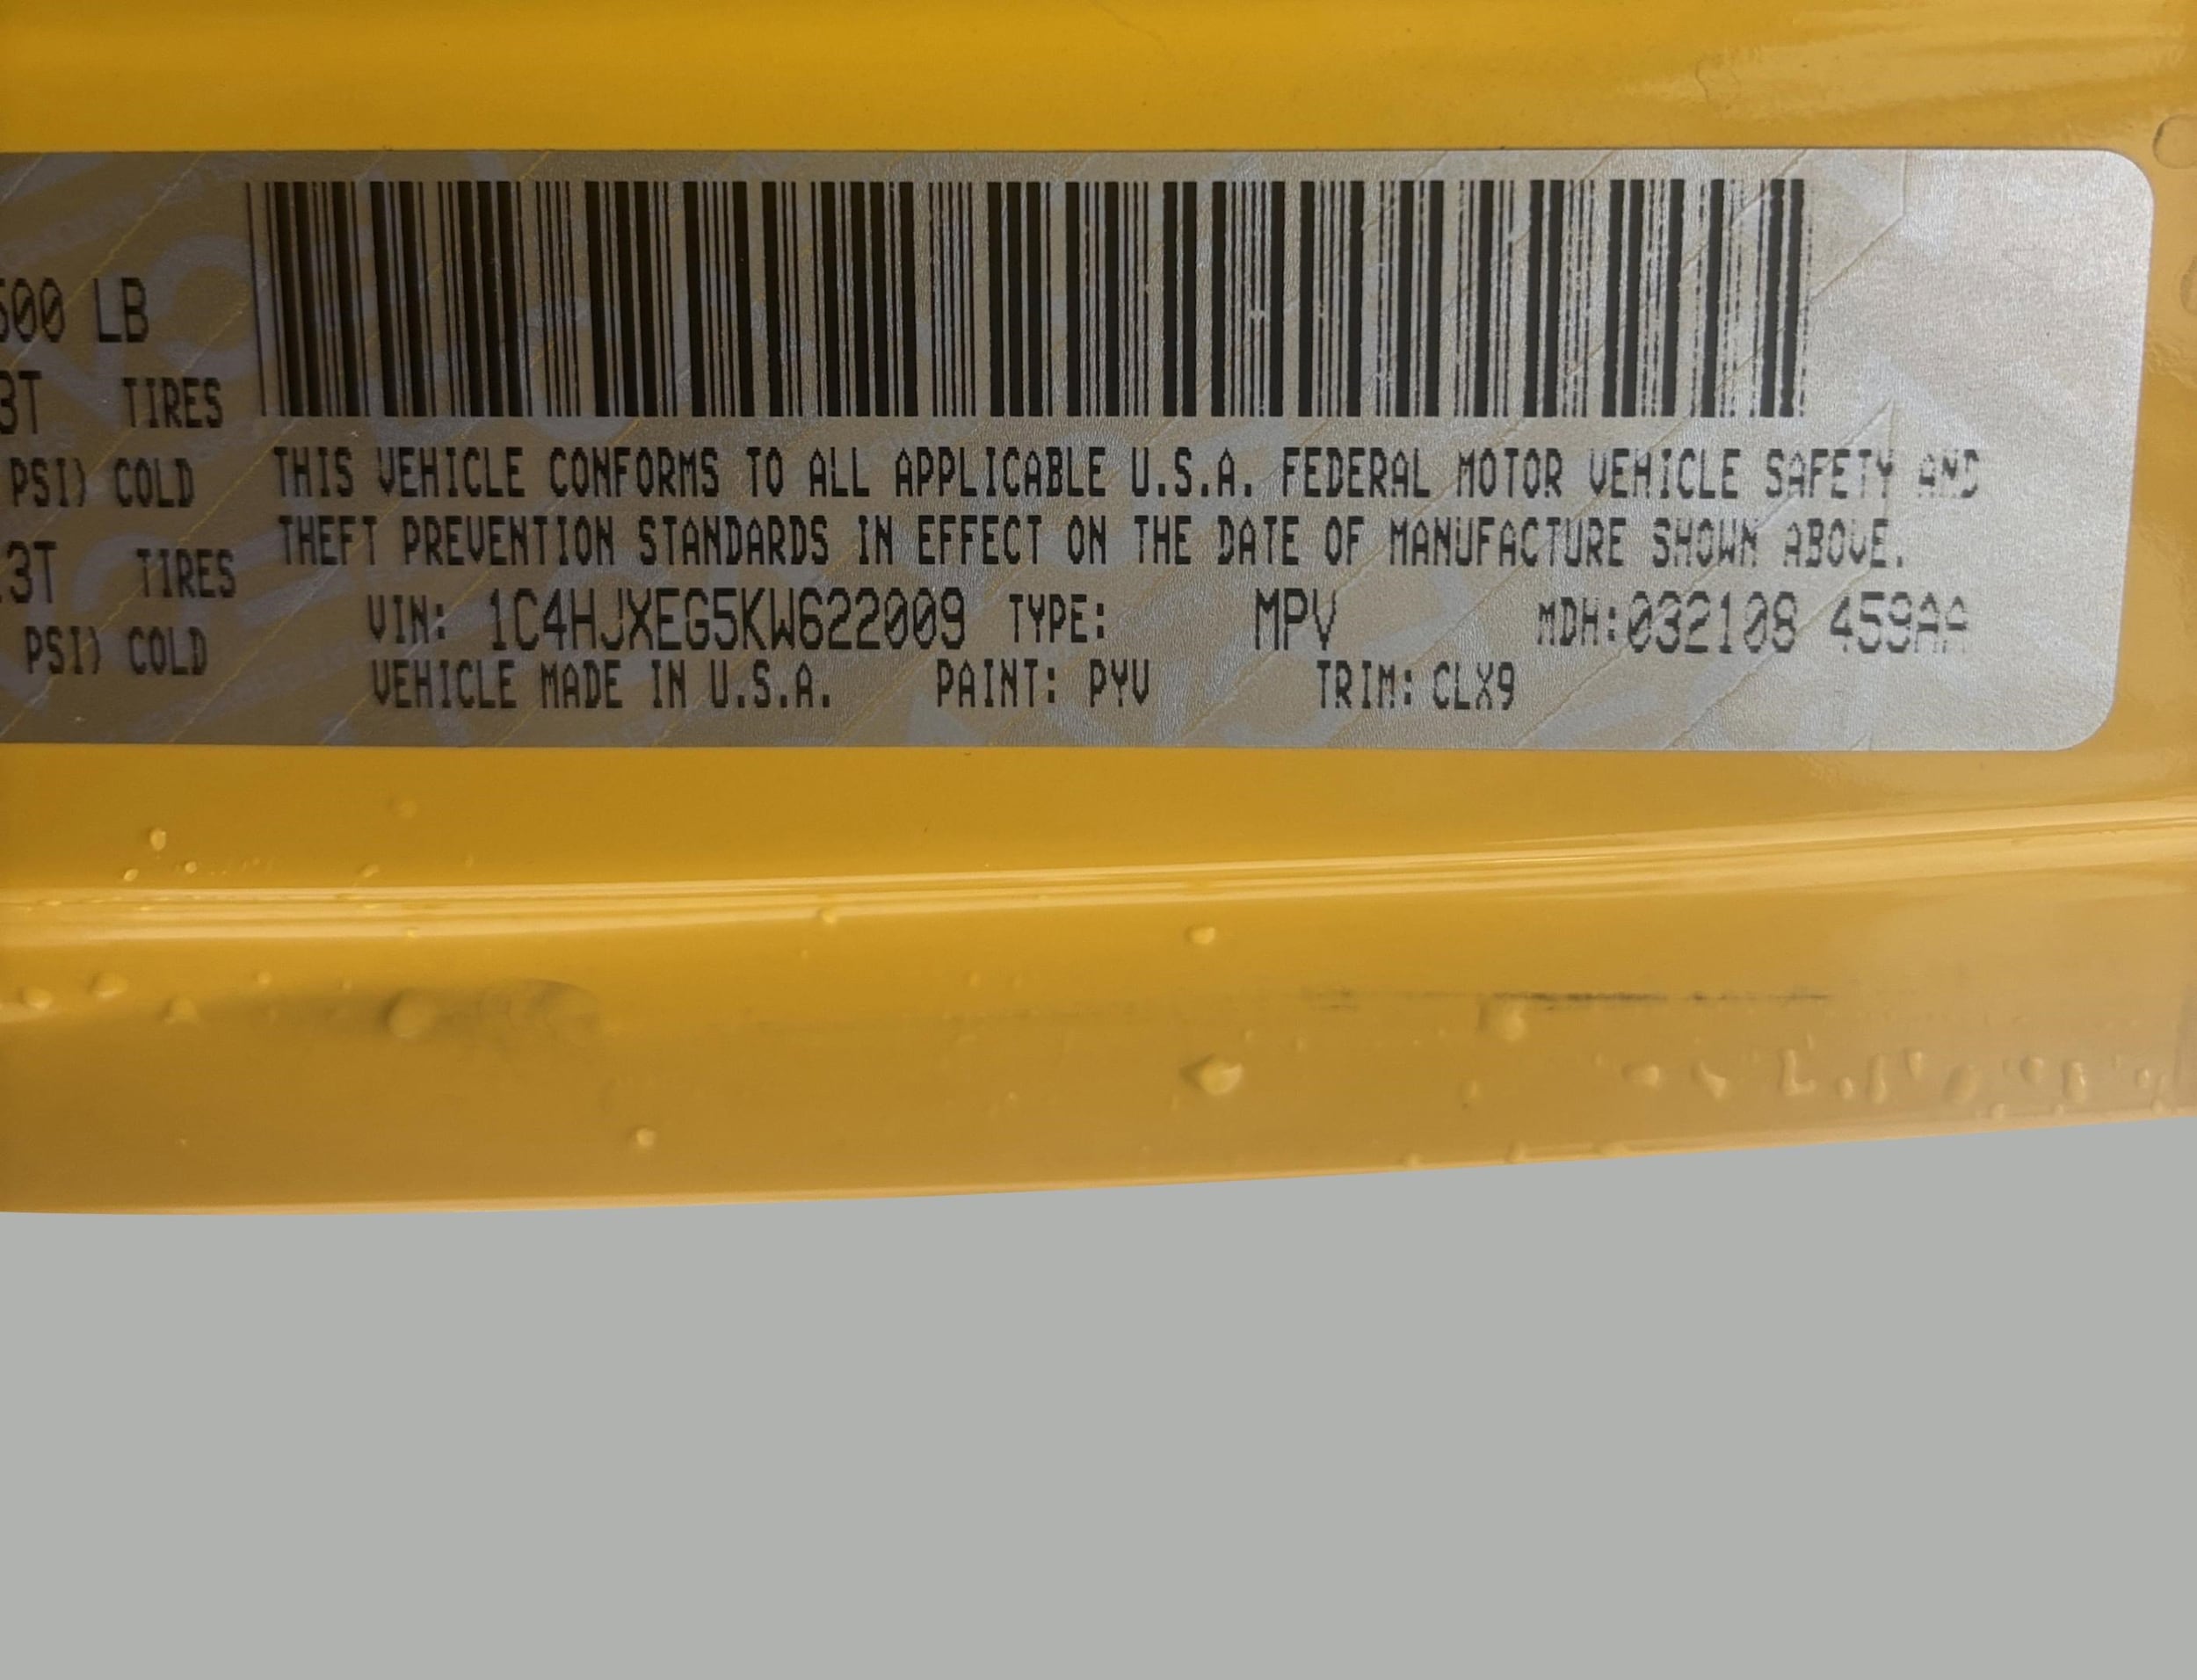 500 LB
3T TIRES
PSI) COLD
3T TIRES
PSI) COLD
THIS VEHICLE CONFORMS TO ALL APPLICABLE U.S.A. FEDERAL MOTOR VEHICLE SAFETY AND
THEFT PREVENTION STANDARDS IN EFFECT ON THE DATE OF MANUFACTURE SHOWN ABOVE.
VIN: 1C4HJXEG5KW622009 TYPE: MPV MDH:032108 459AA
VEHICLE MADE IN U.S.A. PAINT: PYV TRIM: CLX9